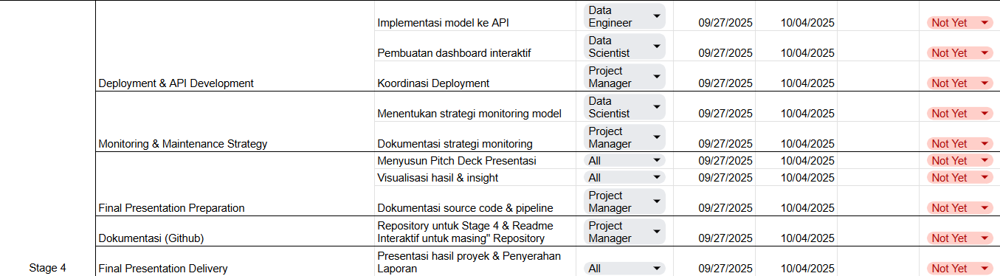 Implementasi model ke API Data Engineer 09/27/2025 10/04/2025 Not Yet
Pembuatan dashboard interaktif Data Scientist 09/27/2025 10/04/2025 Not Yet
Deployment & API Development Koordinasi Deployment Project Manager 09/27/2025 10/04/2025 Not Yet
Menentukan strategi monitoring model Data Scientist 09/27/2025 10/04/2025 Not Yet
Monitoring & Maintenance Strategy Dokumentasi strategi monitoring Project Manager 09/27/2025 10/04/2025 Not Yet
Menyusun Pitch Deck Presentasi All 09/27/2025 10/04/2025 Not Yet
Visualisasi hasil & insight All 09/27/2025 10/04/2025 Not Yet
Final Presentation Preparation Dokumentasi source code & pipeline Project Manager 09/27/2025 10/04/2025 Not Yet
Dokumentasi (Github) Repository untuk Stage 4 & Readme Interaktif untuk masing" Repository Project Manager 09/27/2025 10/04/2025 Not Yet
Stage 4 Final Presentation Delivery Presentasi hasil proyek & Penyerahan Laporan All 09/27/2025 10/04/2025 Not Yet